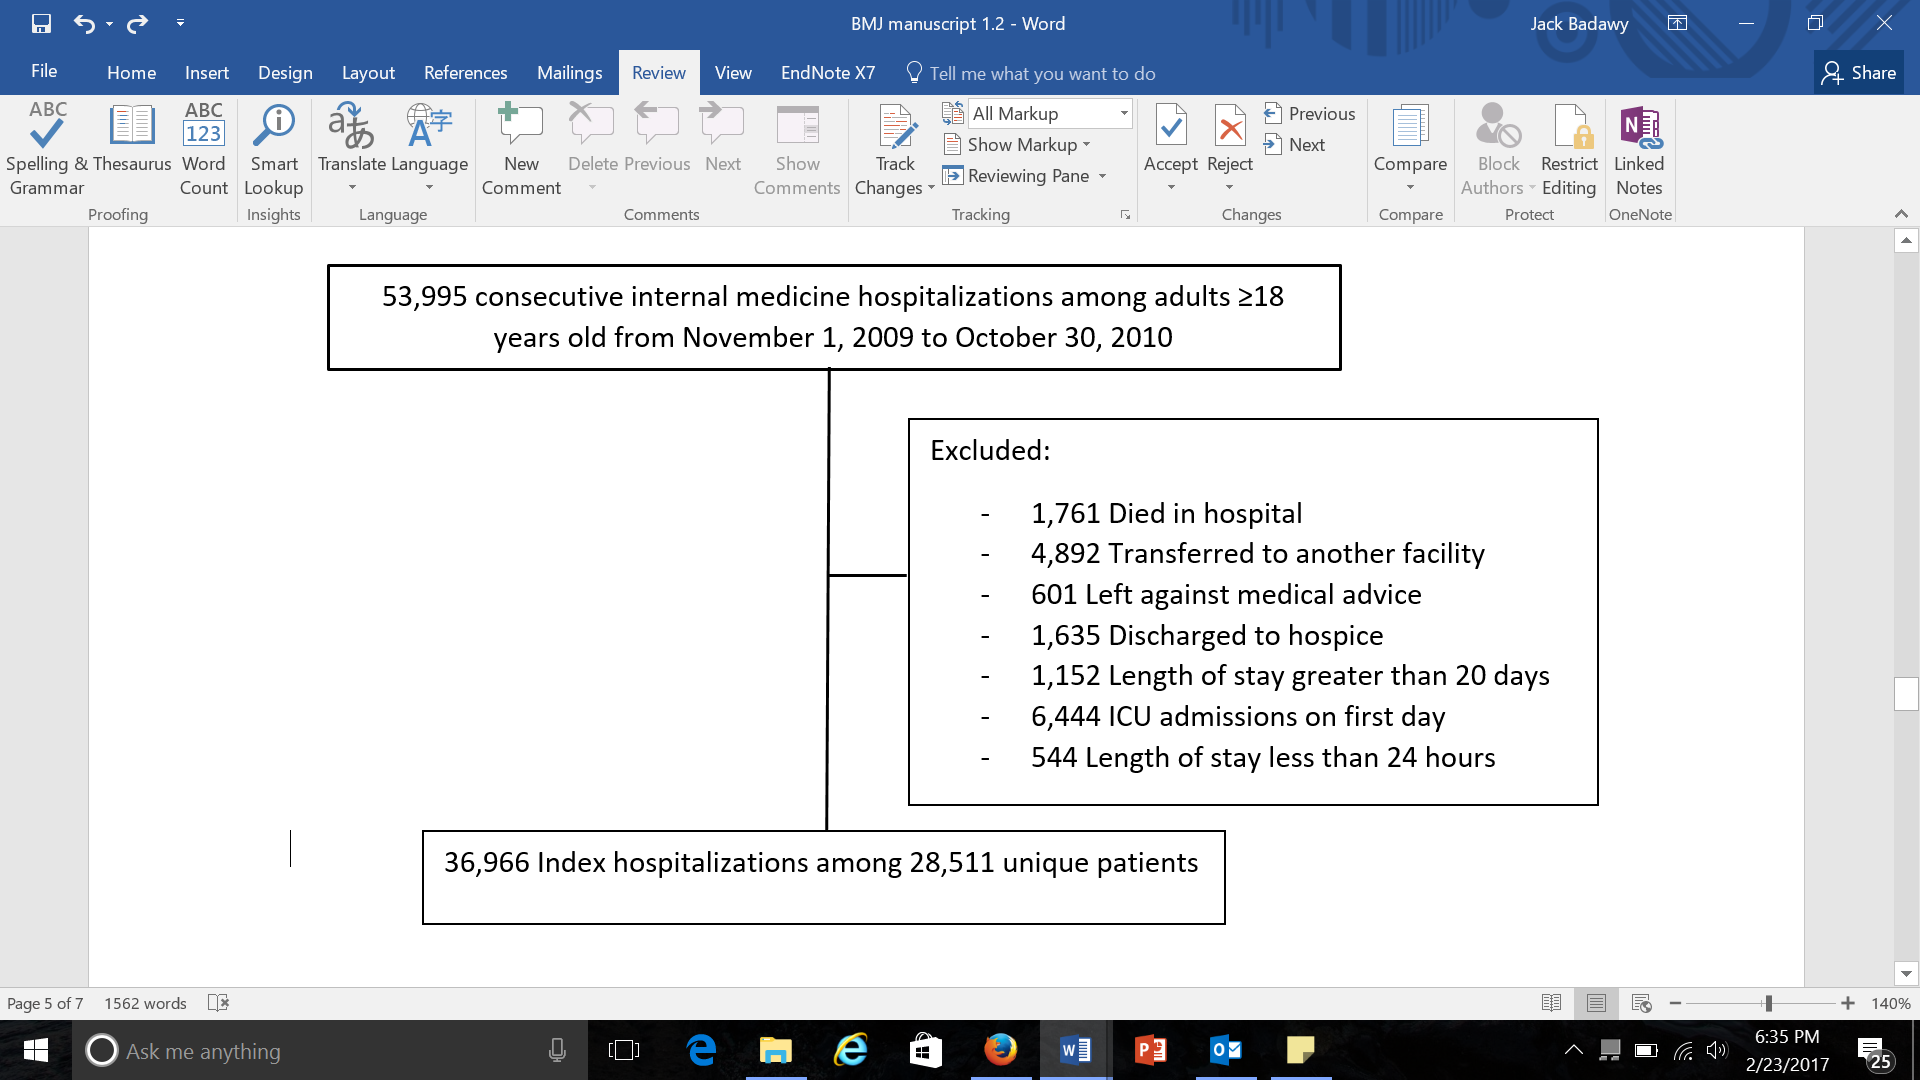 BMJ manuscript 1.2 - Word
Jack Badawy
File Home Insert Design Layout References Mailings Review View EndNote X7 Tell me what you want to do Share
ABC
Spelling &
Grammar
Thesaurus
ABC
123
Word
Count
Proofing
Smart
Lookup
Insights
Translate
Language
Language
New
Comment
Delete
Previous
Next
Show
Comments
Comments
Track
Changes
All Markup
Show Markup
Reviewing Pane
Tracking
Accept
Reject
Previous
Next
Changes
Compare
Compare
Block
Authors
Restrict
Editing
Protect
Linked
Notes
OneNote
53,995 consecutive internal medicine hospitalizations among adults ≥18
years old from November 1, 2009 to October 30, 2010
Excluded:
- 1,761 Died in hospital
- 4,892 Transferred to another facility
- 601 Left against medical advice
- 1,635 Discharged to hospice
- 1,152 Length of stay greater than 20 days
- 6,444 ICU admissions on first day
- 544 Length of stay less than 24 hours
36,966 Index hospitalizations among 28,511 unique patients
Page 5 of 7 1562 words
140%
Ask me anything
6:35 PM
2/23/2017
25